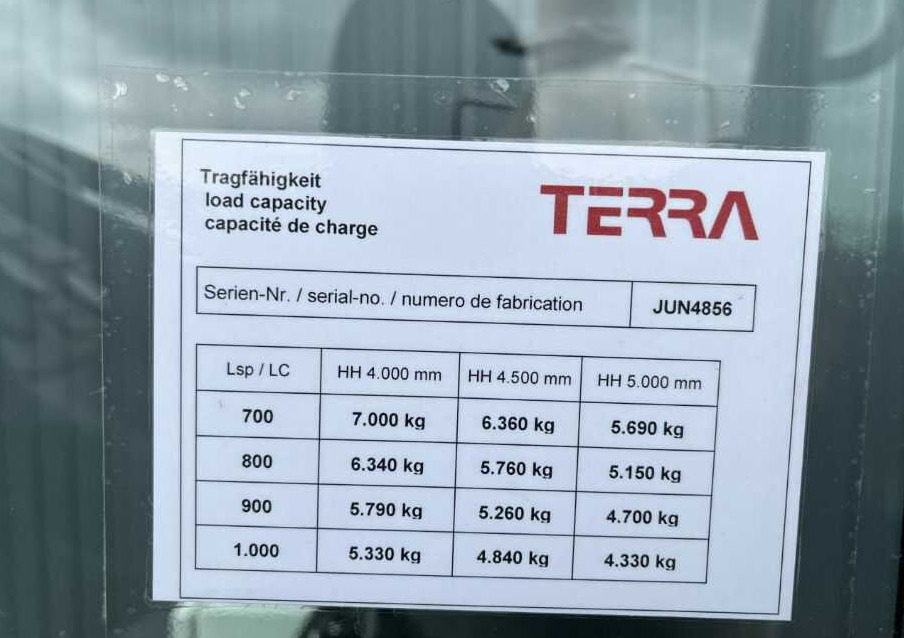 Tragfähigkeit
load capacity
capacité de charge
TERRA
Serien-Nr. / serial-no. / numero de fabrication JUN4856
Lsp / LC HH 4.000 mm HH 4.500 mm HH 5.000 mm
700 7.000 kg 6.360 kg 5.690 kg
800 6.340 kg 5.760 kg 5.150 kg
900 5.790 kg 5.260 kg 4.700 kg
1.000 5.330 kg 4.840 kg 4.330 kg